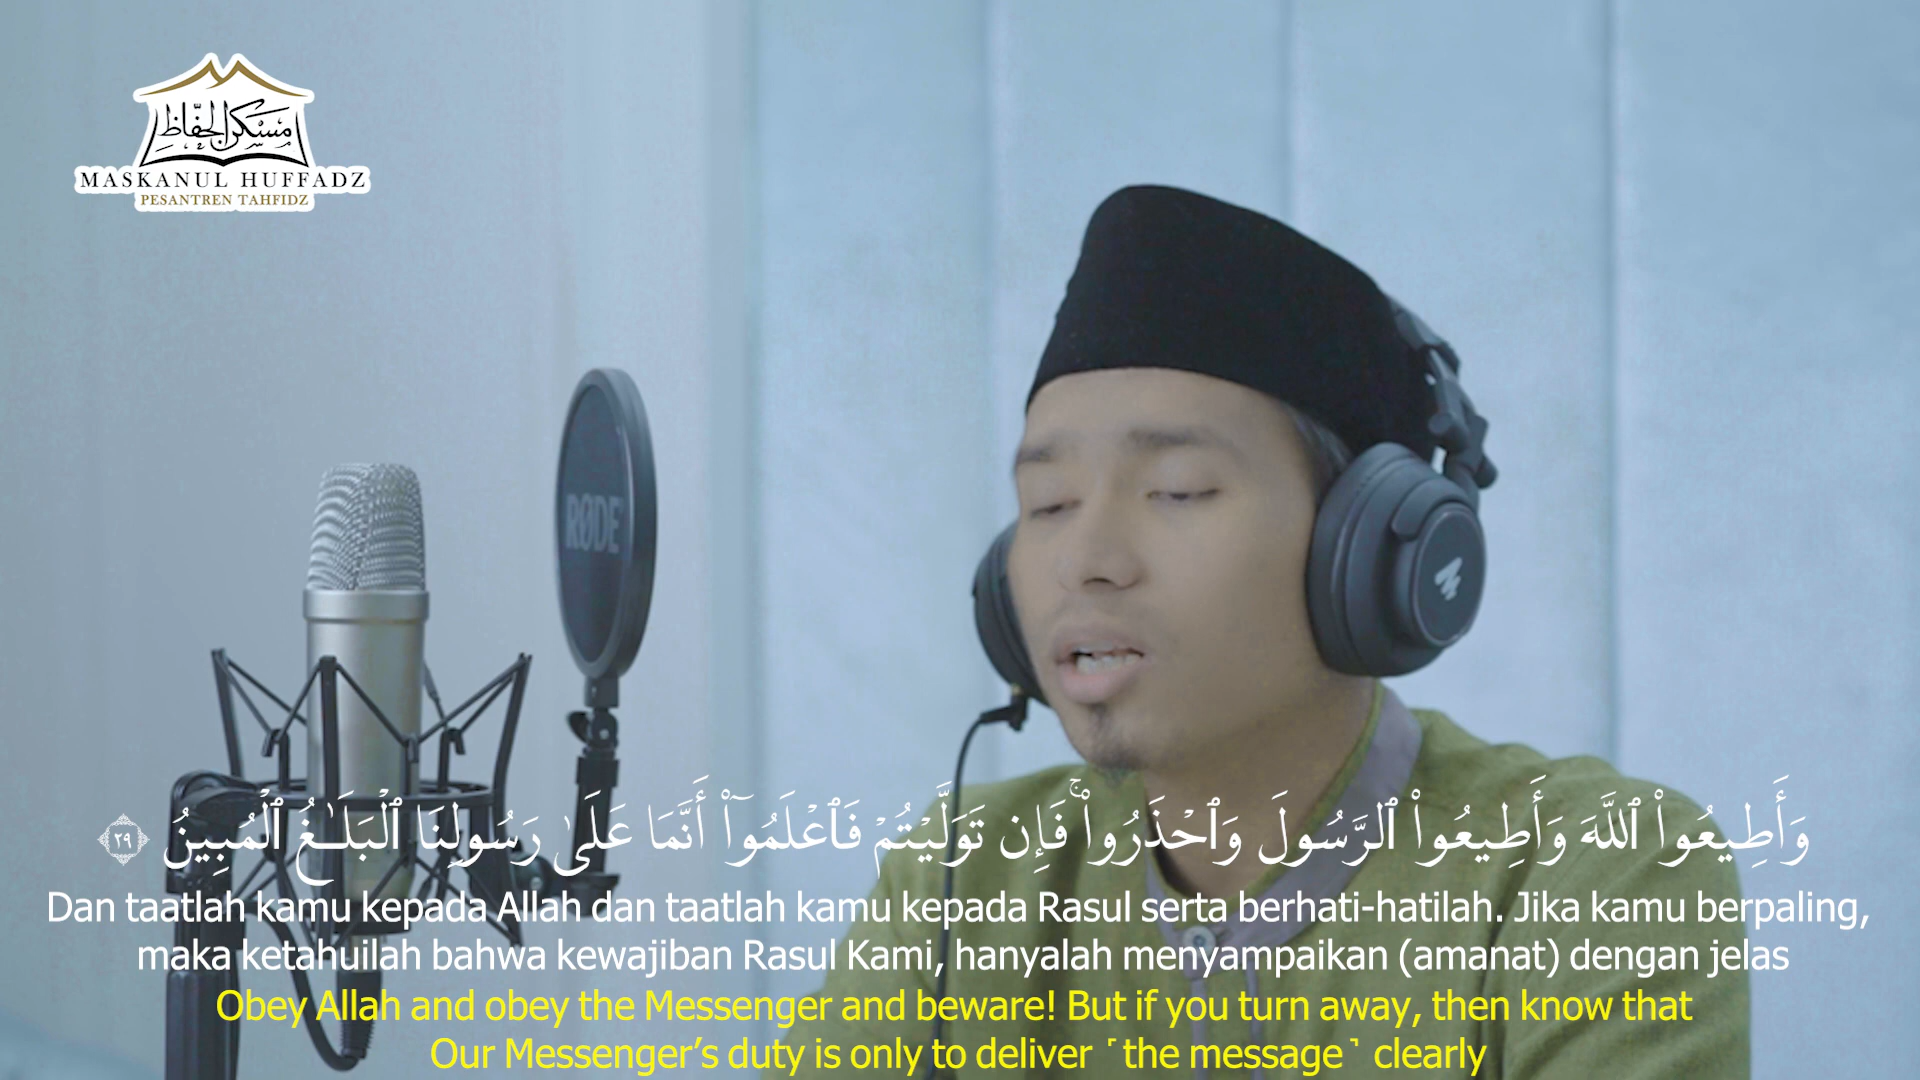 مسكن الحفاظ
MASKANUL HUFFADZ
PESANTREN TAHFIDZ
RØDE
وَأَطِيعُوا۟ ٱللَّهَ وَأَطِيعُوا۟ ٱلرَّسُولَ وَٱحْذَرُوا۟ ۚ فَإِن تَوَلَّيْتُمْ فَٱعْلَمُوٓا۟ أَنَّمَا عَلَىٰ رَسُولِنَا ٱلْبَلَـٰغُ ٱلْمُبِينُ ٢٩
Dan taatlah kamu kepada Allah dan taatlah kamu kepada Rasul serta berhati-hatilah. Jika kamu berpaling,
maka ketahuilah bahwa kewajiban Rasul Kami, hanyalah menyampaikan (amanat) dengan jelas
Obey Allah and obey the Messenger and beware! But if you turn away, then know that
Our Messenger’s duty is only to deliver ˹the message˺ clearly